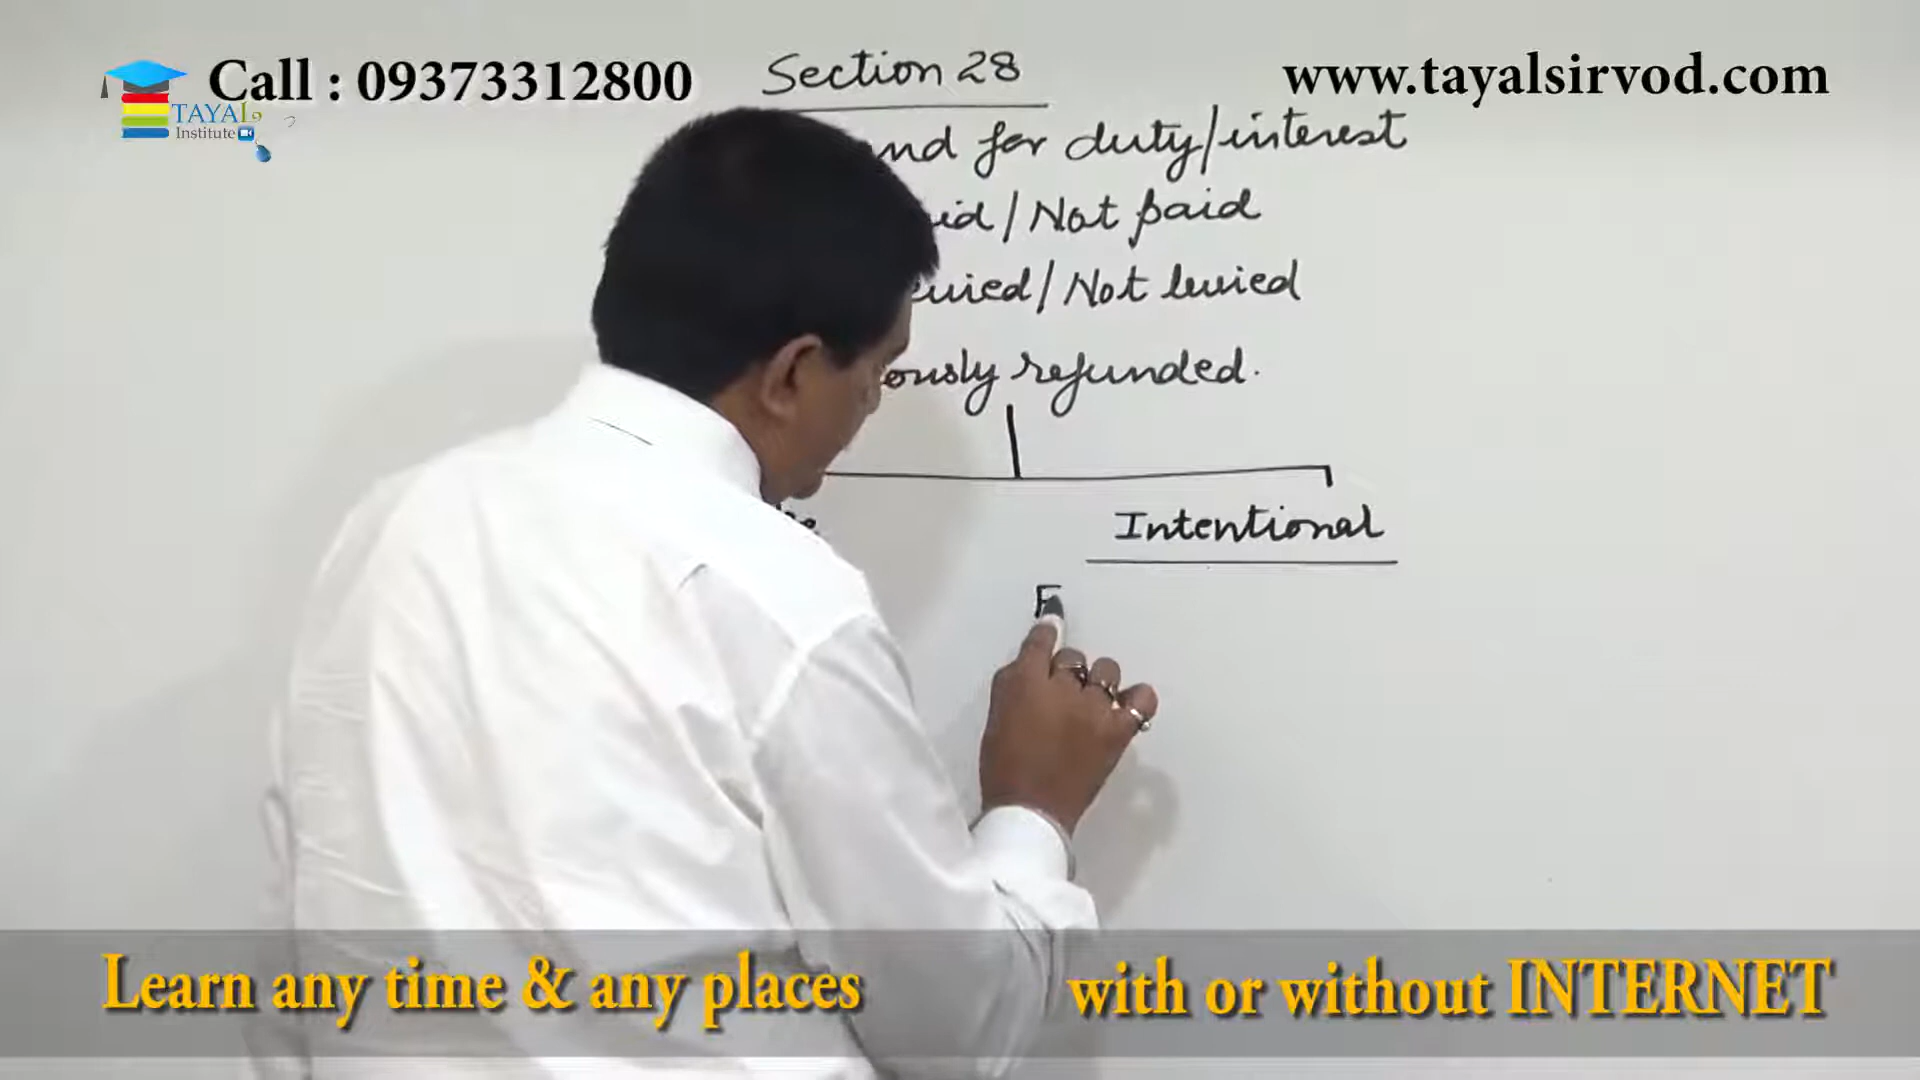 Call : 09373312800
Section 28
www.tayalsirvod.com
TAYAL
Institute
for duty/interest
/Not paid
/Not levied
refunded.
Intentional
F
Learn any time & any places
with or without INTERNET